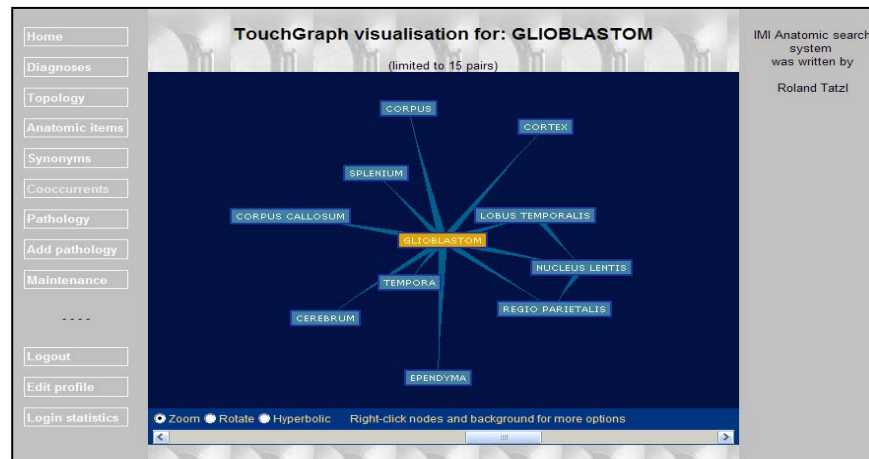 Home
Diagnoses
Topology
Anatomic items
Synonyms
Cooccurrents
Pathology
Add pathology
Maintenance
- - - -
Logout
Edit profile
Login statistics
TouchGraph visualisation for: GLIOBLASTOM
(limited to 15 pairs)
CORPUS
CORTEX
SPLENIUM
CORPUS CALLOSUM
LOBUS TEMPORALIS
GLIOBLASTOM
NUCLEUS LENTIS
TEMPORA
REGIO PARIETALIS
CEREBRUM
EPENDYMA
Zoom Rotate Hyperbolic Right-click nodes and background for more options
IMI Anatomic search
system
was written by
Roland Tatzl